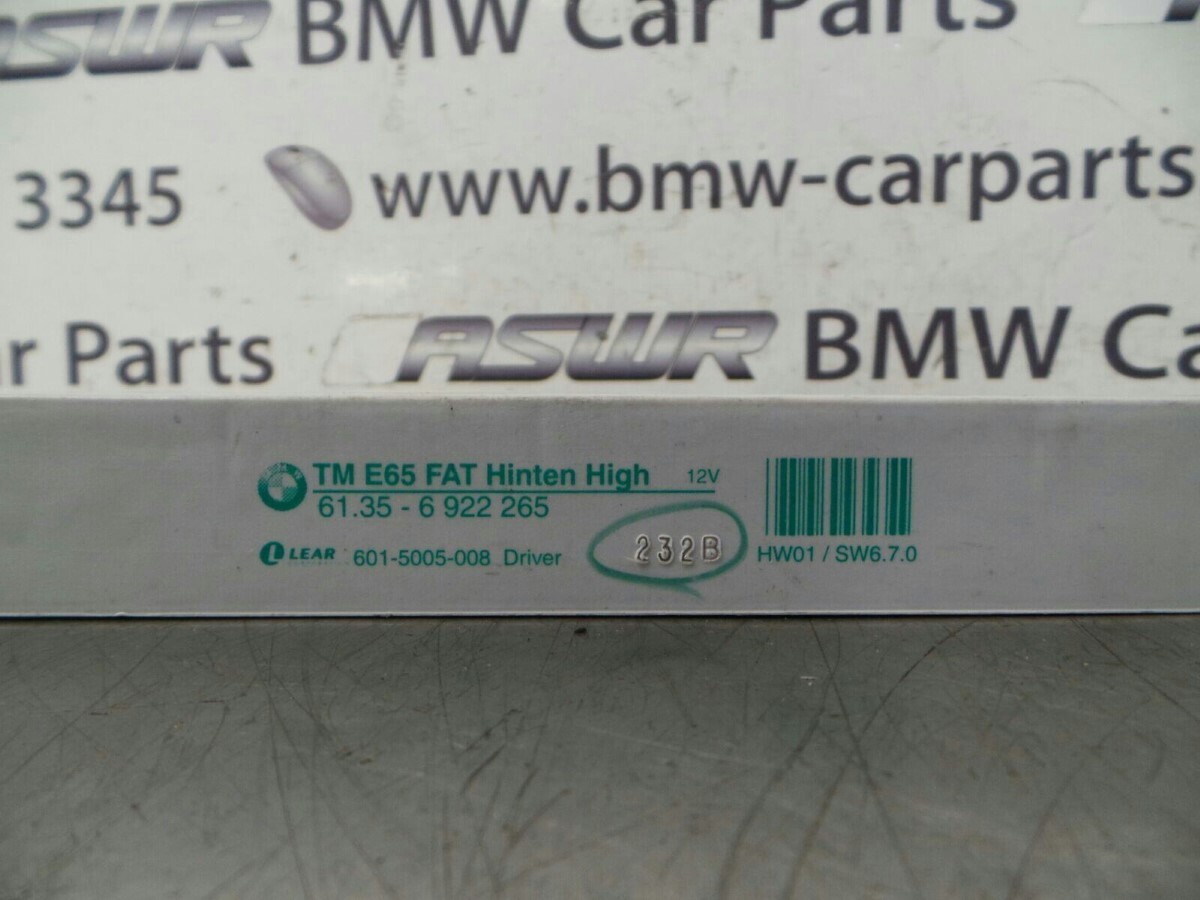 ASWR BMW Car Parts
3345 www.bmw-carparts
ar Parts ASWR BMW Ca
TM E65 FAT Hinten High 12V
61.35 - 6 922 265
LEAR 601-5005-008 Driver 232B HW01 / SW6.7.0